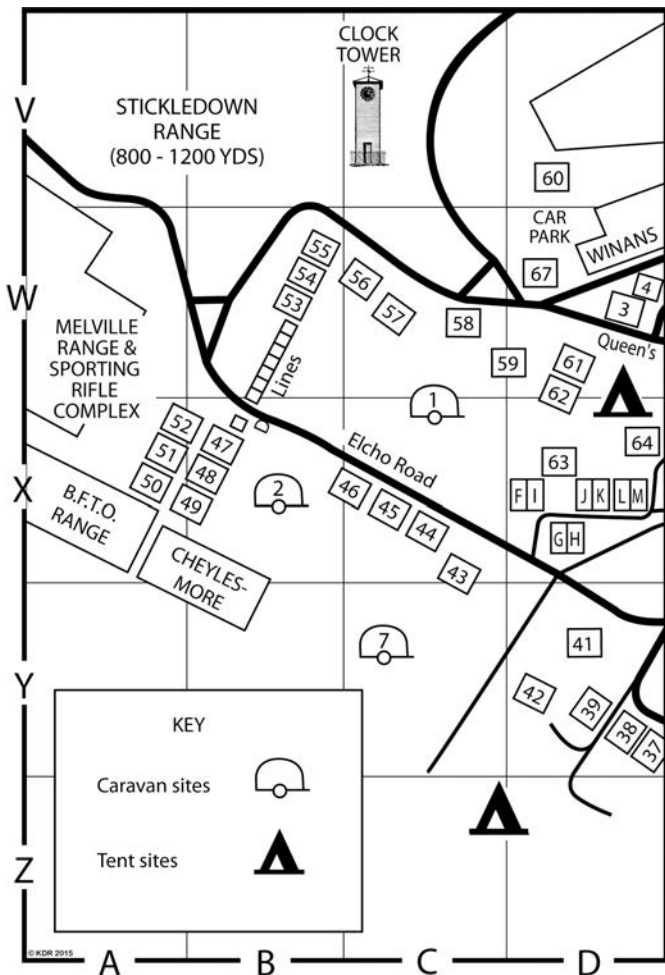 CLOCK
TOWER
V
STICKLEDOWN
RANGE
(800 - 1200 YDS)
60
CAR
PARK
WINANS
67
4
3
55
54
53
56
57
58
59
W
Queen's
61
62
MELVILLE
RANGE &
SPORTING
RIFLE
COMPLEX
D Lines
1
Elcho Road
52
51
50
47
48
49
2
46
45
44
43
63
64
F I
J K
L M
G H
X
B.F.T.O.
RANGE
CHEYLES-
MORE
7
41
42
39
38
37
Y
KEY
Caravan sites
Tent sites
Z
© KDR 2015
A B C D